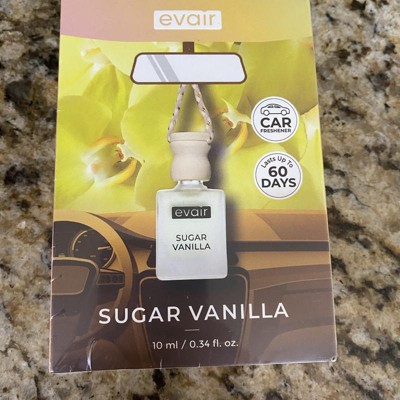 evair
CAR
FRESHENER
Lasts Up To
60
DAYS
evair
SUGAR
VANILLA
SUGAR VANILLA
10 ml / 0.34 fl. oz.